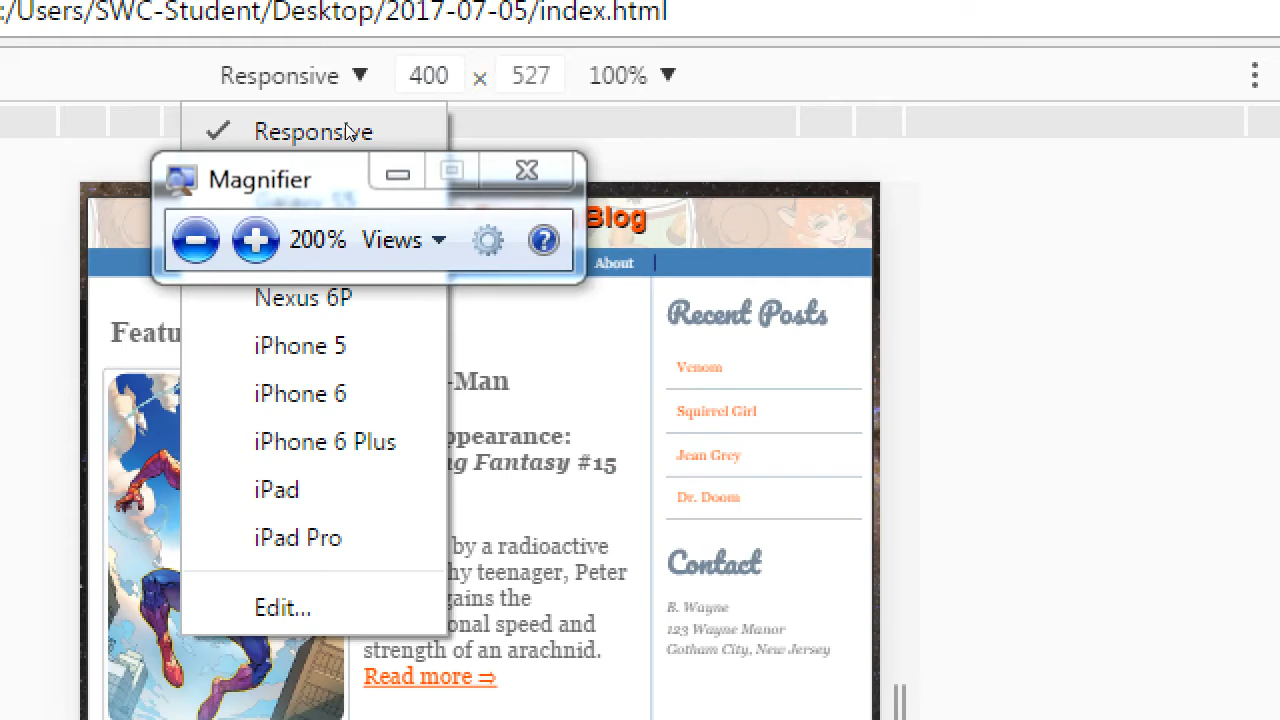 :/Users/SWC-Student/Desktop/2017-07-05/index.html
Responsive ▼ 400 × 527 100% ▼
✓ Responsive
Magnifier
Galaxy S5
200% Views
Blog
About
Nexus 6P
iPhone 5
iPhone 6
iPhone 6 Plus
iPad
iPad Pro
Edit...
Featu
-Man
ppearance:
ng Fantasy #15
by a radioactive
hy teenager, Peter
gains the
onal speed and
strength of an arachnid.
Read more ⇒
Recent Posts
Venom
Squirrel Girl
Jean Grey
Dr. Doom
Contact
B. Wayne
123 Wayne Manor
Gotham City, New Jersey